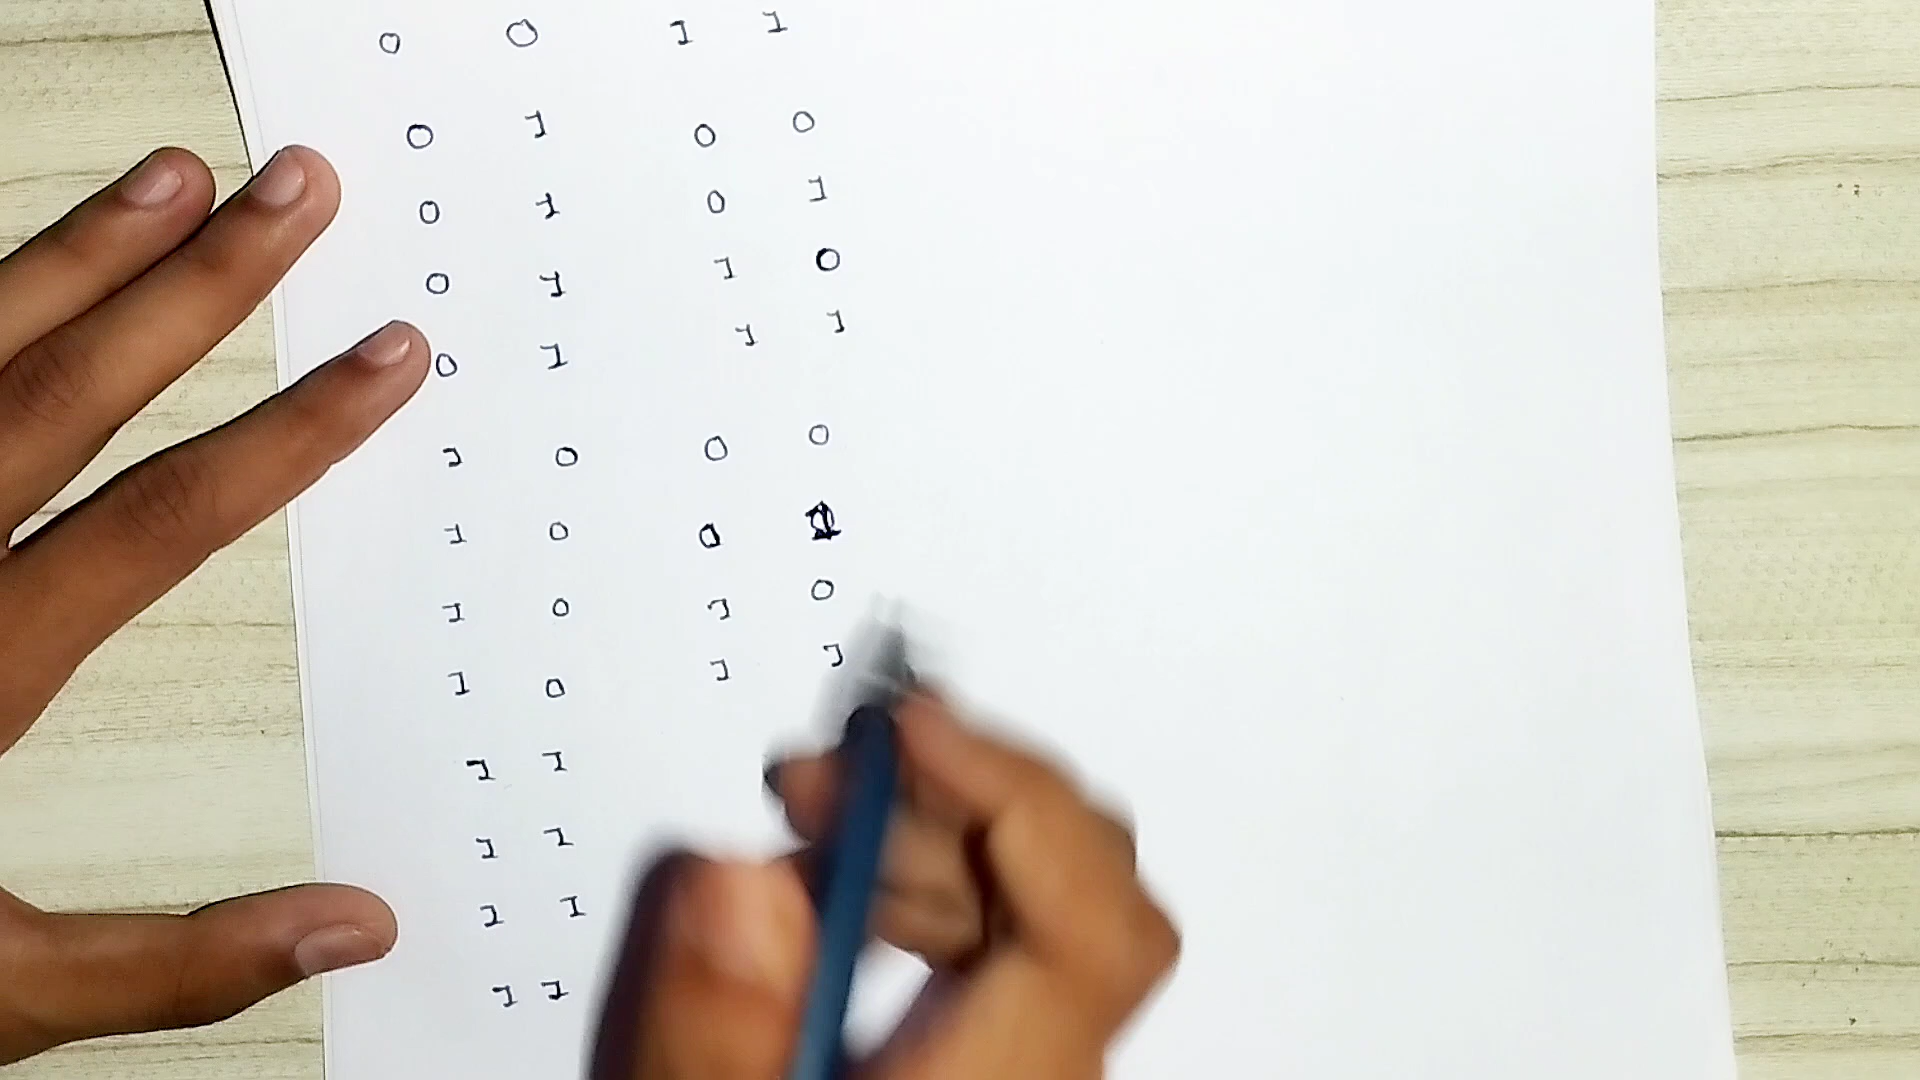 0 0 1 1
0 1 0 0
0 1 0 1
0 1 1 0
0 1 1 1
1 0 0 0
1 0 0
1 0 1 0
1 0 1 1
1 1
1 1
1 1
1 1